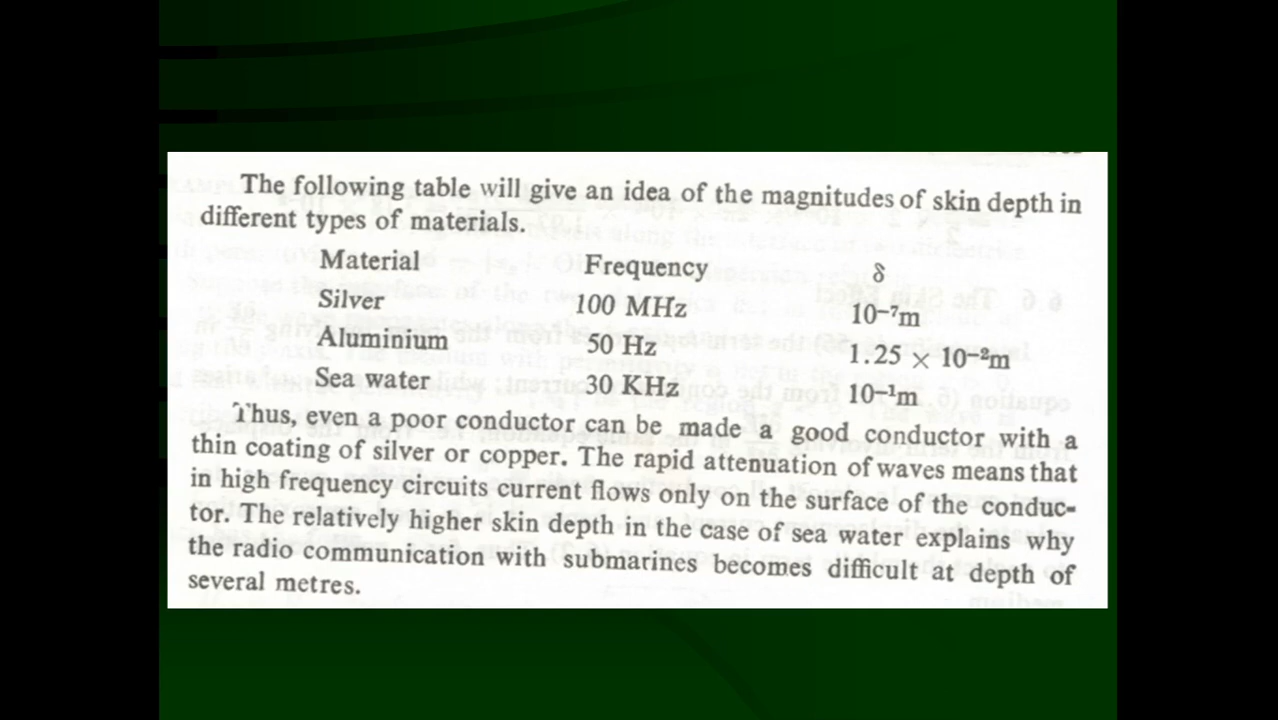 The following table will give an idea of the magnitudes of skin depth in
different types of materials.
Material Frequency δ
Silver 100 MHz 10⁻⁷m
Aluminium 50 Hz 1·25 × 10⁻²m
Sea water 30 KHz 10⁻¹m
Thus, even a poor conductor can be made a good conductor with a
thin coating of silver or copper. The rapid attenuation of waves means that
in high frequency circuits current flows only on the surface of the conduc-
tor. The relatively higher skin depth in the case of sea water explains why
the radio communication with submarines becomes difficult at depth of
several metres.